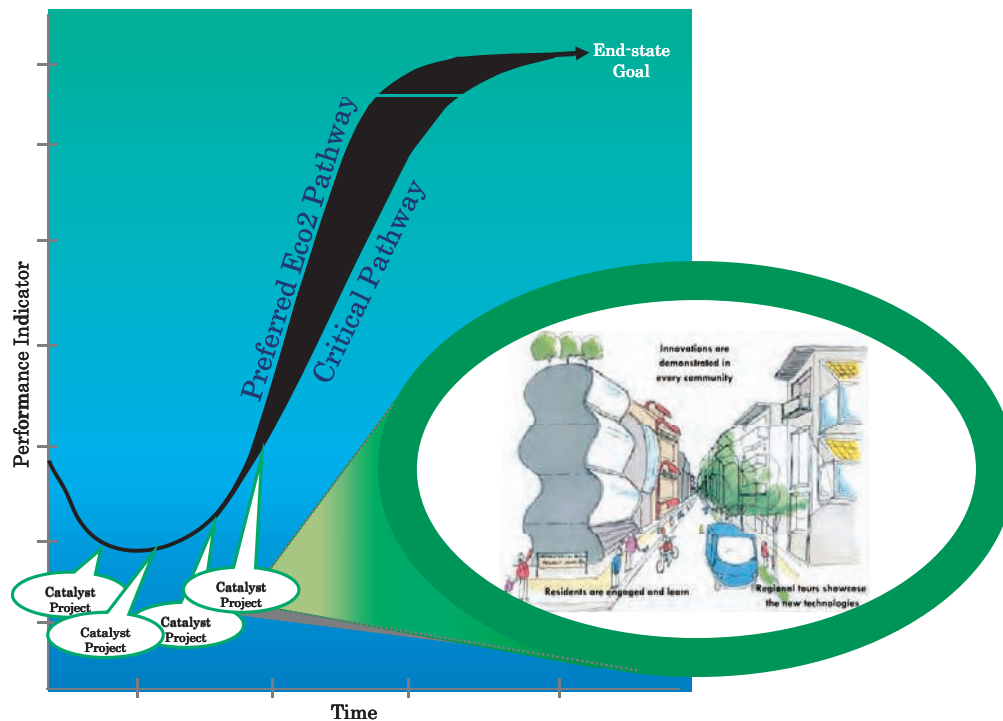 End-state
Goal
Preferred Eco2 Pathway
Critical Pathway
Performance Indicator
Innovations are
demonstrated in
every community
Residents are engaged and learn
Regional tours showcase
the new technologies
Catalyst
Project
Catalyst
Project
Catalyst
Project
Catalyst
Project
Time